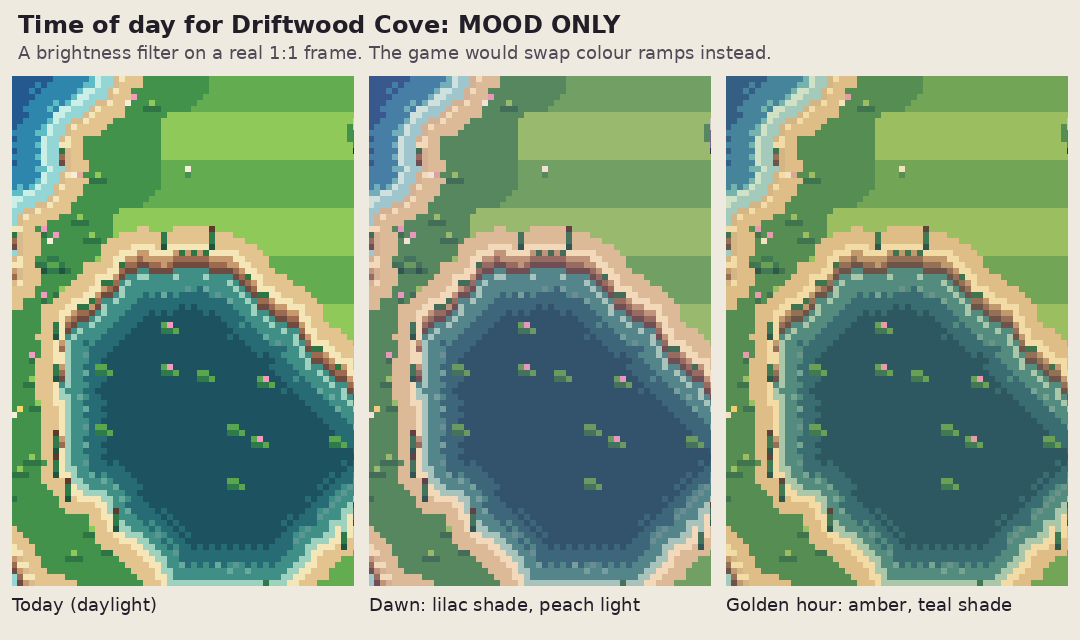 Time of day for Driftwood Cove: MOOD ONLY
A brightness filter on a real 1:1 frame. The game would swap colour ramps instead.
Today (daylight)
Dawn: lilac shade, peach light
Golden hour: amber, teal shade